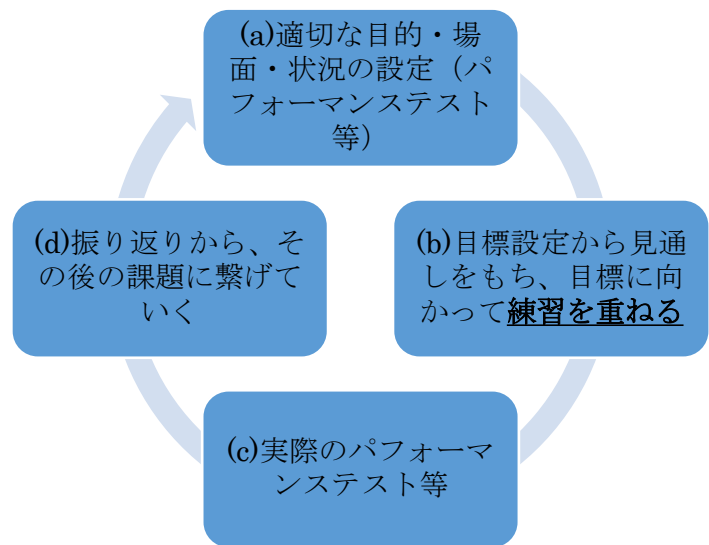 (a)適切な目的・場
面・状況の設定（パ
フォーマンステスト
等）
(b)目標設定から見通
しをもち、目標に向
かって練習を重ねる
(c)実際のパフォーマ
ンステスト等
(d)振り返りから、そ
の後の課題に繋げて
いく